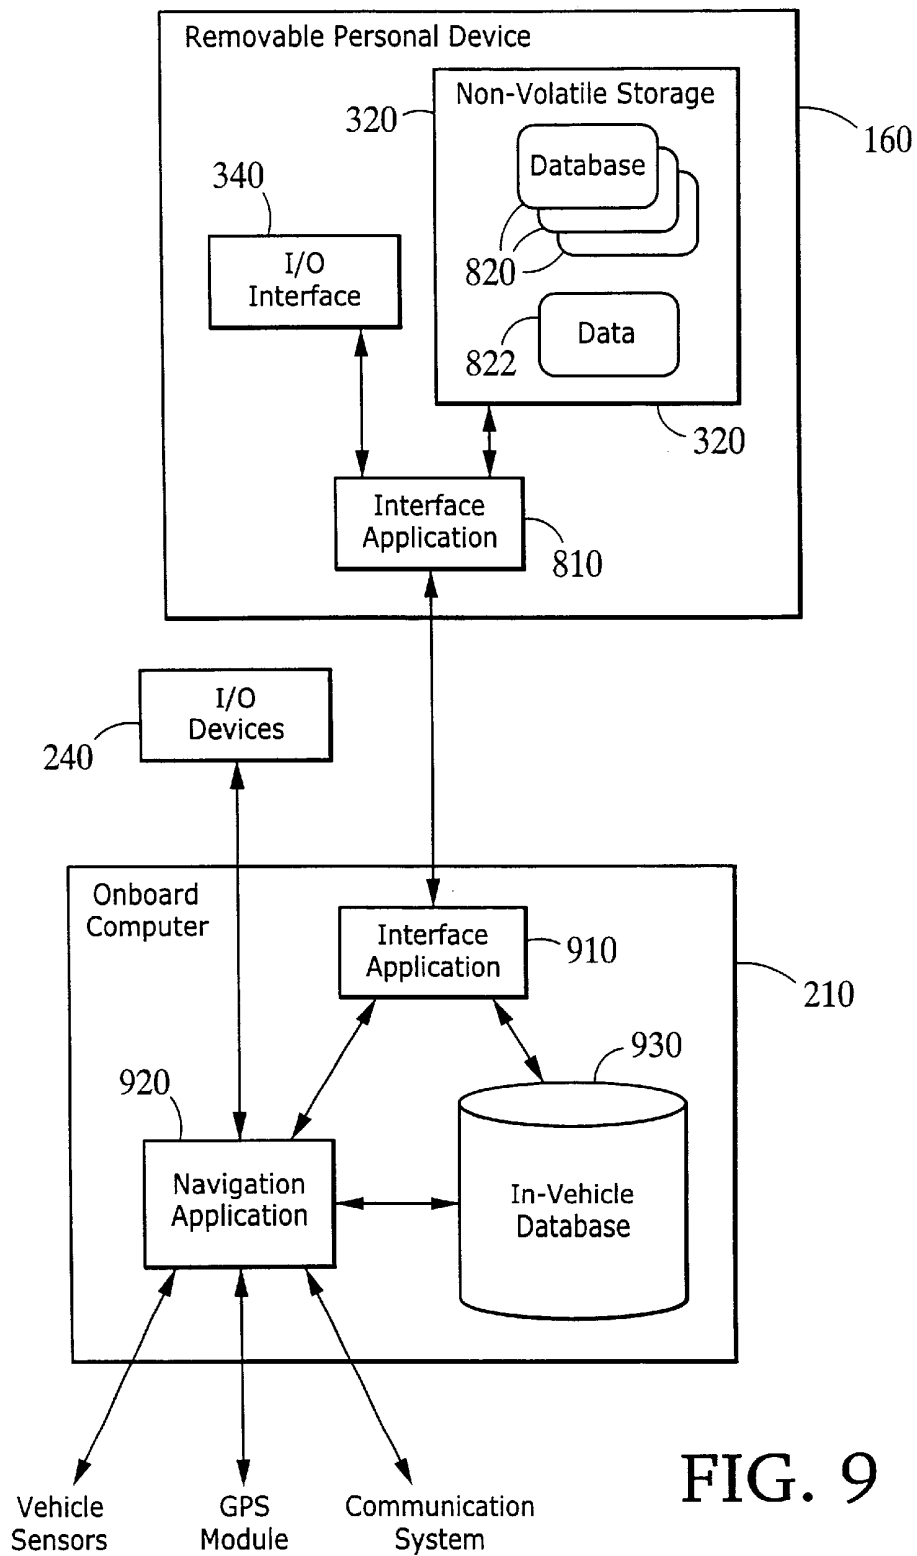 Removable Personal Device
Non-Volatile Storage
320
160
Database
340
I/O
Interface
820
Data
822
320
Interface
Application
810
I/O
Devices
240
Onboard
Computer
Interface
Application
910
210
930
920
Navigation
Application
In-Vehicle
Database
Vehicle
Sensors
GPS
Module
Communication
System
FIG. 9